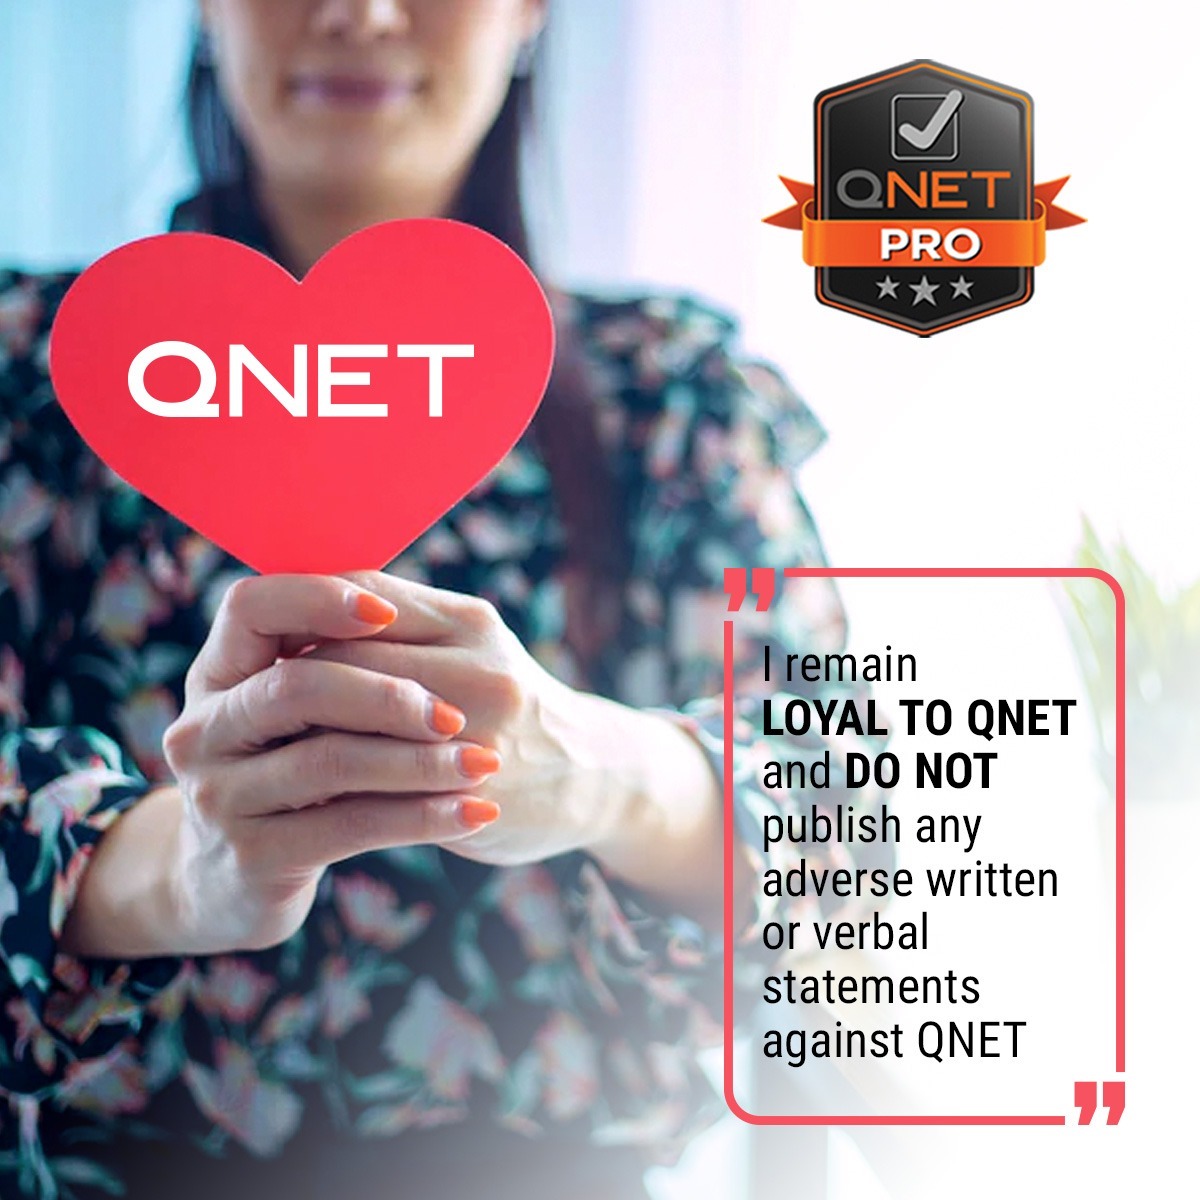 QNET
PRO
QNET
I remain
LOYAL TO QNET
and DO NOT
publish any
adverse written
or verbal
statements
against QNET